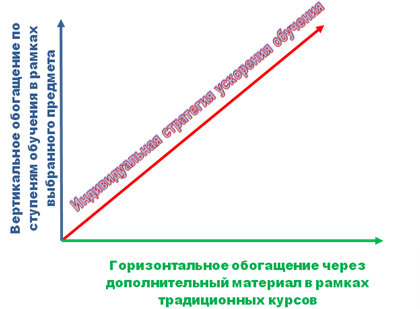 Вертикальное обогащение по
ступеням обучения в рамках
выбранного предмета
Индивидуальная стратегия ускорения обучения
Горизонтальное обогащение через
дополнительный материал в рамках
традиционных курсов